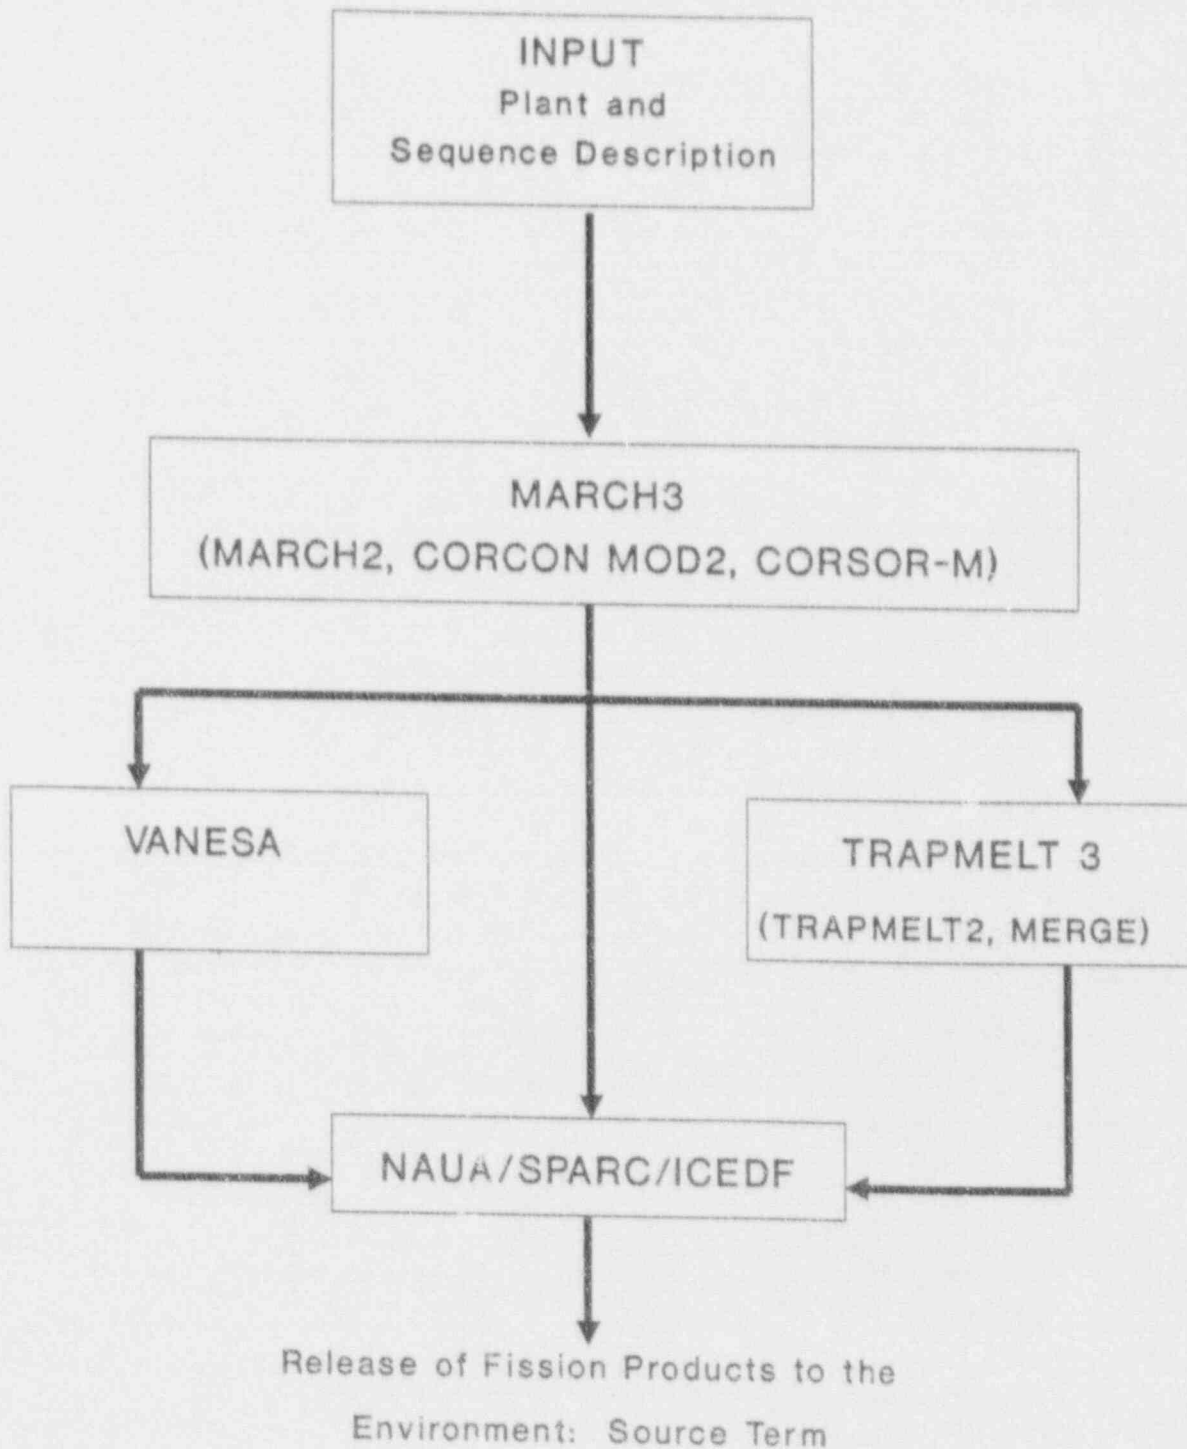 INPUT
Plant and
Sequence Description
MARCH3
(MARCH2, CORCON MOD2, CORSOR-M)
VANESA
TRAPMELT 3
(TRAPMELT2, MERGE)
NAUA/SPARC/ICEDF
Release of Fission Products to the
Environment: Source Term